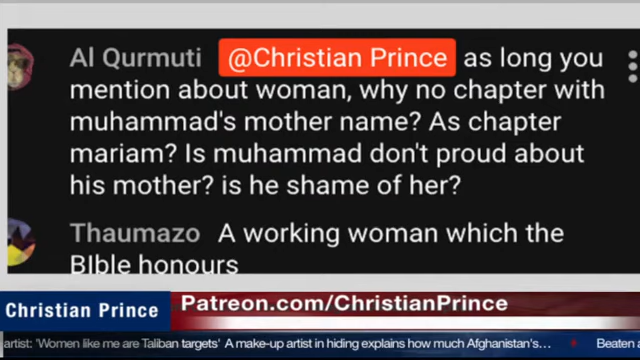 Al Qurmuti @Christian Prince as long you
mention about woman, why no chapter with
muhammad's mother name? As chapter
mariam? Is muhammad don't proud about
his mother? is he shame of her?
Thaumazo A working woman which the
BIble honours
Christian Prince
Patreon.com/ChristianPrince
artist: 'Women like me are Taliban targets' A make-up artist in hiding explains how much Afghanistan's... Beaten a